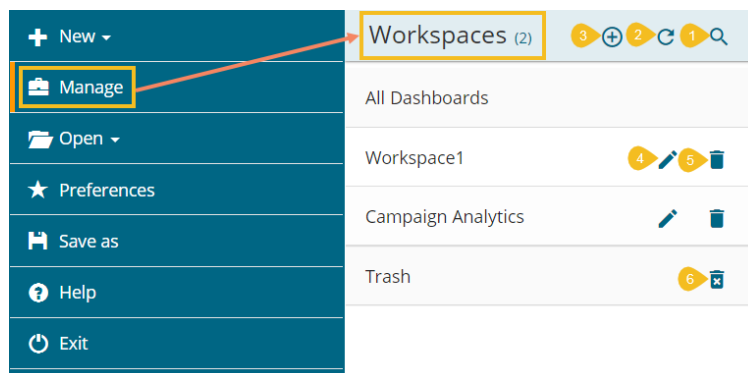 New
Manage
Open
Preferences
Save as
Help
Exit
Workspaces (2)
3 2 1
All Dashboards
Workspace1
4 5
Campaign Analytics
Trash
6